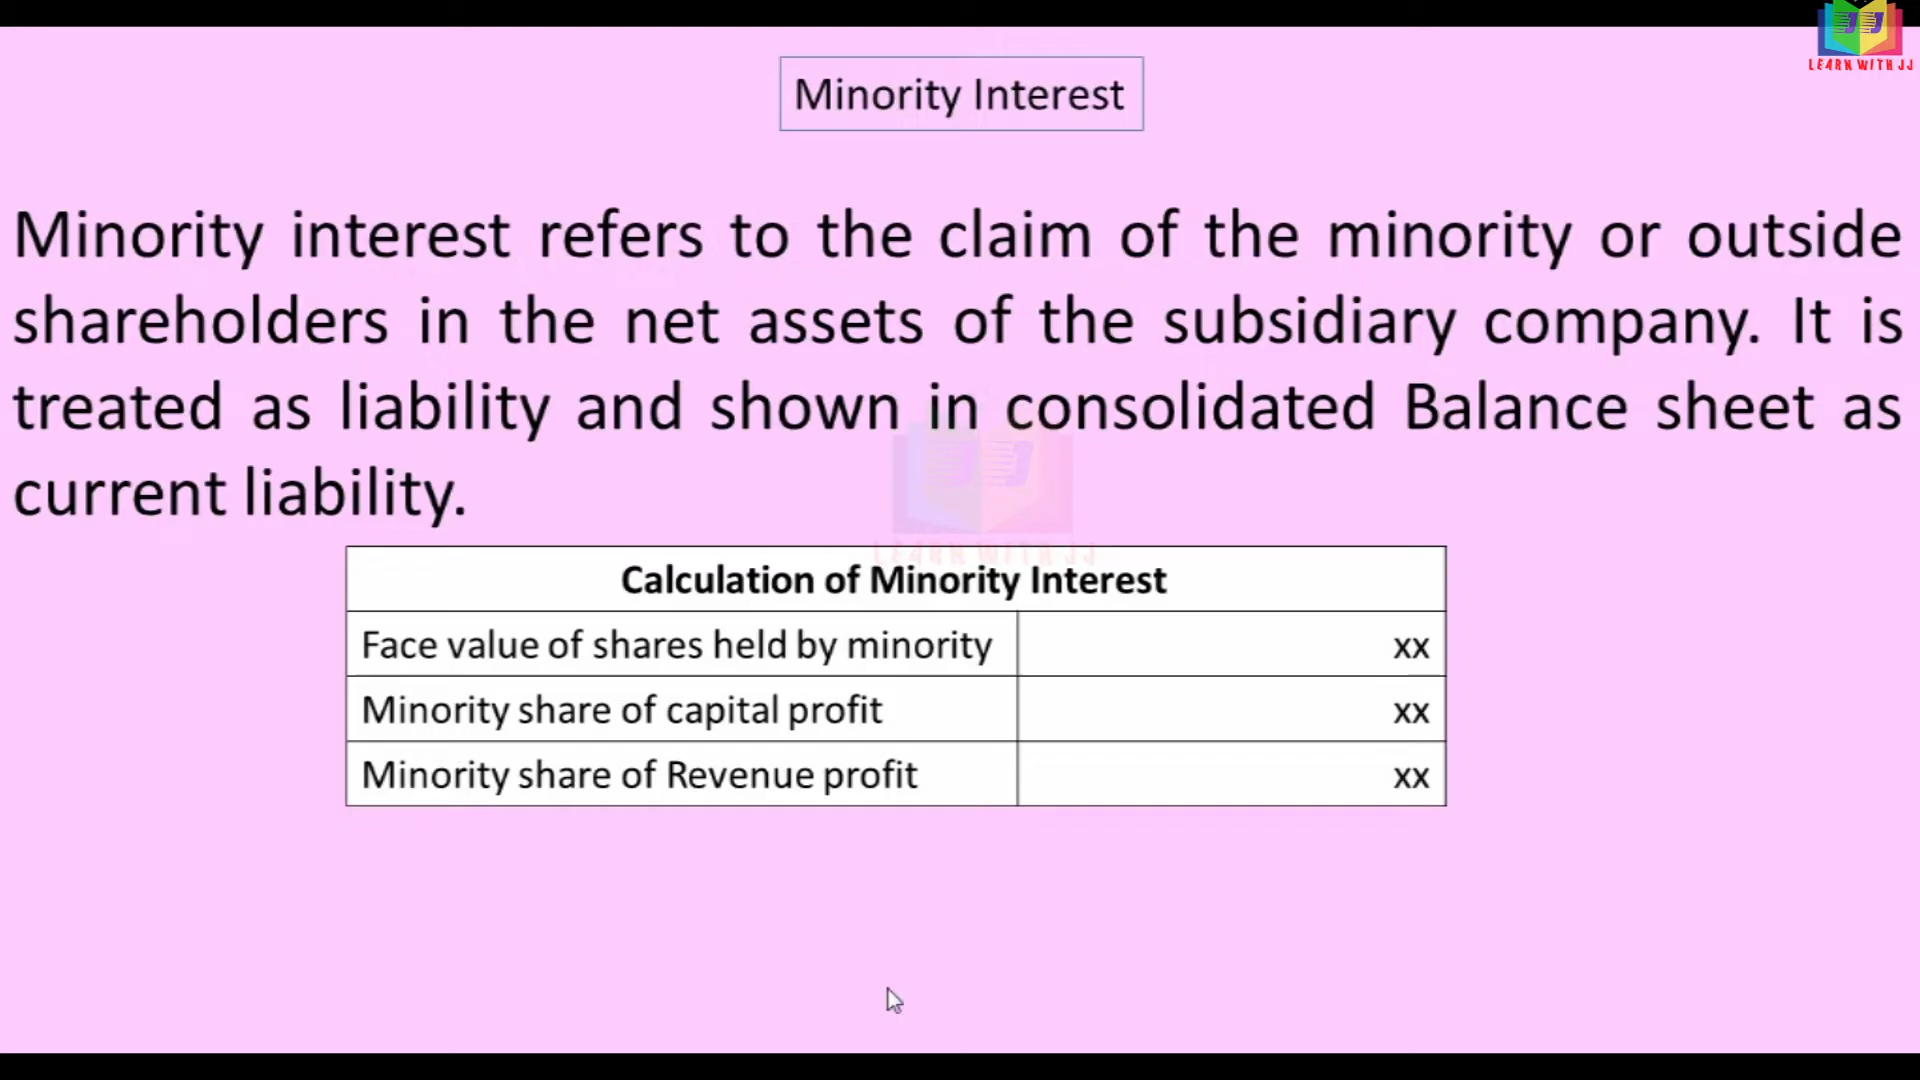 LEARN WITH JJ
Minority Interest
Minority interest refers to the claim of the minority or outside
shareholders in the net assets of the subsidiary company. It is
treated as liability and shown in consolidated Balance sheet as
current liability.
LEARN WITH JJ
Calculation of Minority Interest
Face value of shares held by minority xx
Minority share of capital profit xx
Minority share of Revenue profit xx